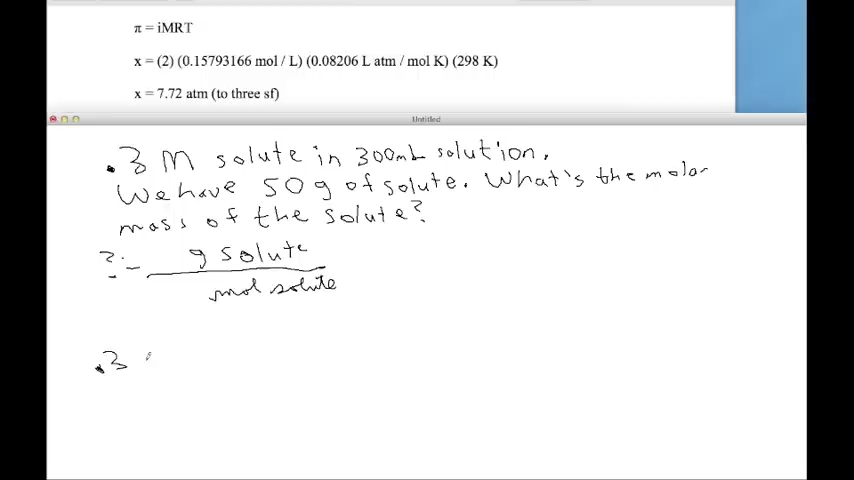 π = iMRT
x = (2) (0.15793166 mol / L) (0.08206 L atm / mol K) (298 K)
x = 7.72 atm (to three sf)
Untitled
.3 M solute in 300mL solution.
We have 50 g of solute. What's the molar
mass of the solute?
? = g solute
mol solute
.3